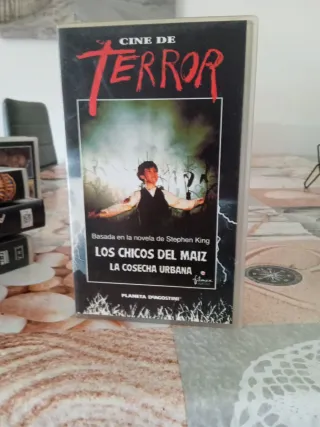 CINE DE
TERROR
Basada en la novela de Stephen King
LOS CHICOS DEL MAIZ
LA COSECHA URBANA
filmax
PLANETA DEAGOSTINI